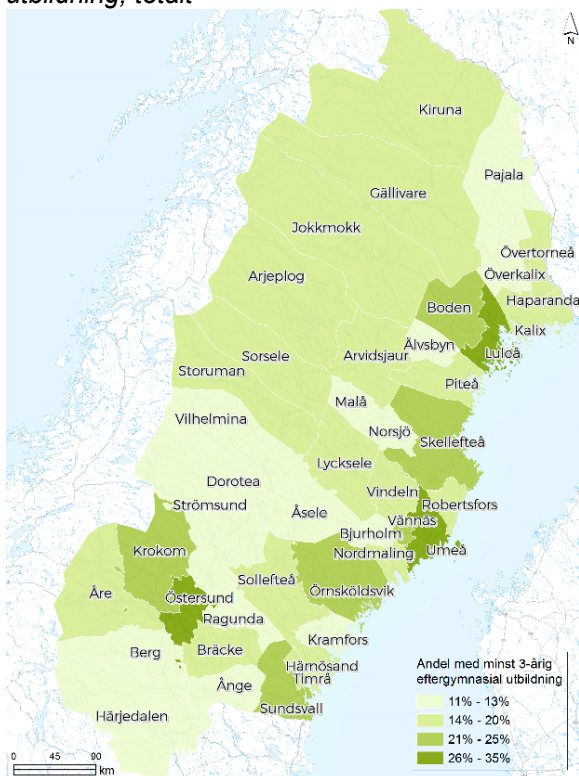 utbildning, totalt
N
Kiruna
Pajala
Gällivare
Jokkmokk
Övertorneå
Arjeplog
Överkalix
Haparanda
Boden
Kalix
Älvsbyn
Luleå
Sorsele
Arvidsjaur
Storuman
Piteå
Malå
Vilhelmina
Norsjö
Skellefteå
Lycksele
Dorotea
Vindeln
Robertsfors
Strömsund
Åsele
Vännäs
Bjurholm
Umeå
Krokom
Nordmaling
Sollefteå
Örnsköldsvik
Åre
Östersund
Ragunda
Kramfors
Berg
Bräcke
Härnösand
Timrå
Ånge
Sundsvall
Härjedalen
Andel med minst 3-årig
eftergymnasial utbildning
11% - 13%
14% - 20%
21% - 25%
26% - 35%
0 45 90
km